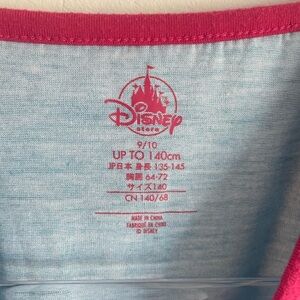 Disney
store
9/10
UP TO 140cm
JP日本 身長 135-145
胸囲 64-72
サイズ140
CN 140/68
MADE IN CHINA
FABRIQUÉ EN CHINE
© DISNEY